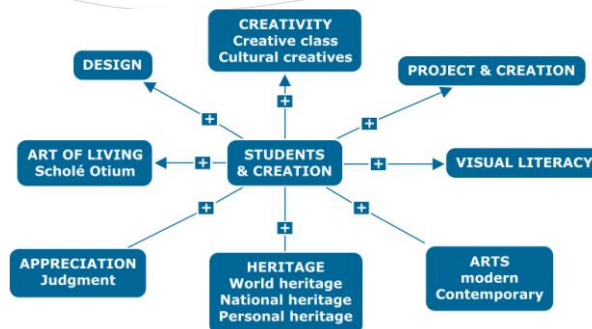 CREATIVITY
Creative class
Cultural creatives
DESIGN
PROJECT & CREATION
ART OF LIVING
Scholé Otium
STUDENTS
& CREATION
VISUAL LITERACY
APPRECIATION
Judgment
HERITAGE
World heritage
National heritage
Personal heritage
ARTS
modern
Contemporary